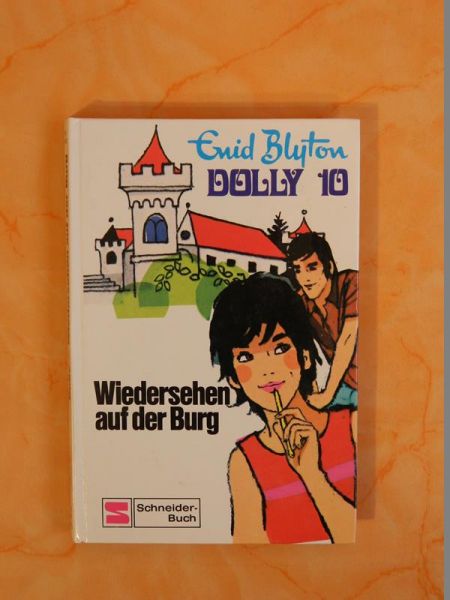 Enid Blyton
DOLLY 10
Wiedersehen
auf der Burg
Schneider-
Buch